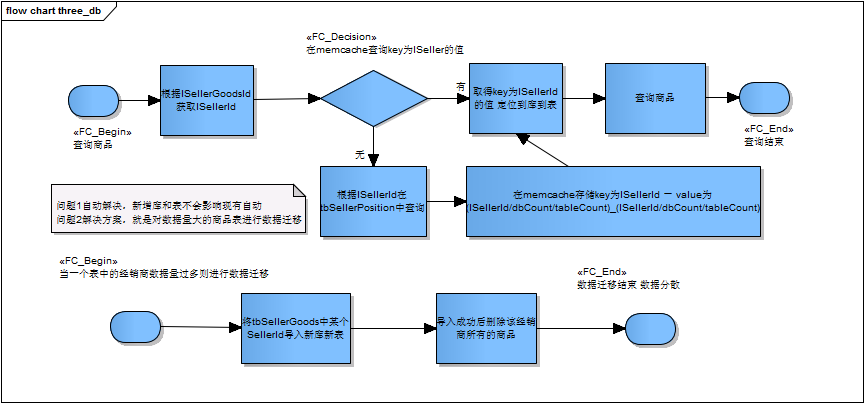 flow chart three_db
«FC_Decision»
在memcache查询key为ISeller的值
根据ISellerGoodsId
获取ISellerId
有
取得key为ISellerId
的值 定位到库到表
查询商品
«FC_Begin»
查询商品
«FC_End»
查询结束
无
根据ISellerId在
tbSellerPosition中查询
在memcache存储key为ISellerId 一 value为
(ISellerId/dbCount/tableCount)_(ISellerId/dbCount/tableCount)
问题1自动解决，新增库和表不会影响现有自动
问题2解决方案，就是对数据量大的商品表进行数据迁移
«FC_Begin»
当一个表中的经销商数据量过多则进行数据迁移
«FC_End»
数据迁移结束 数据分散
将tbSellerGoods中某个
SellerId导入新库新表
导入成功后删除该经销
商所有的商品